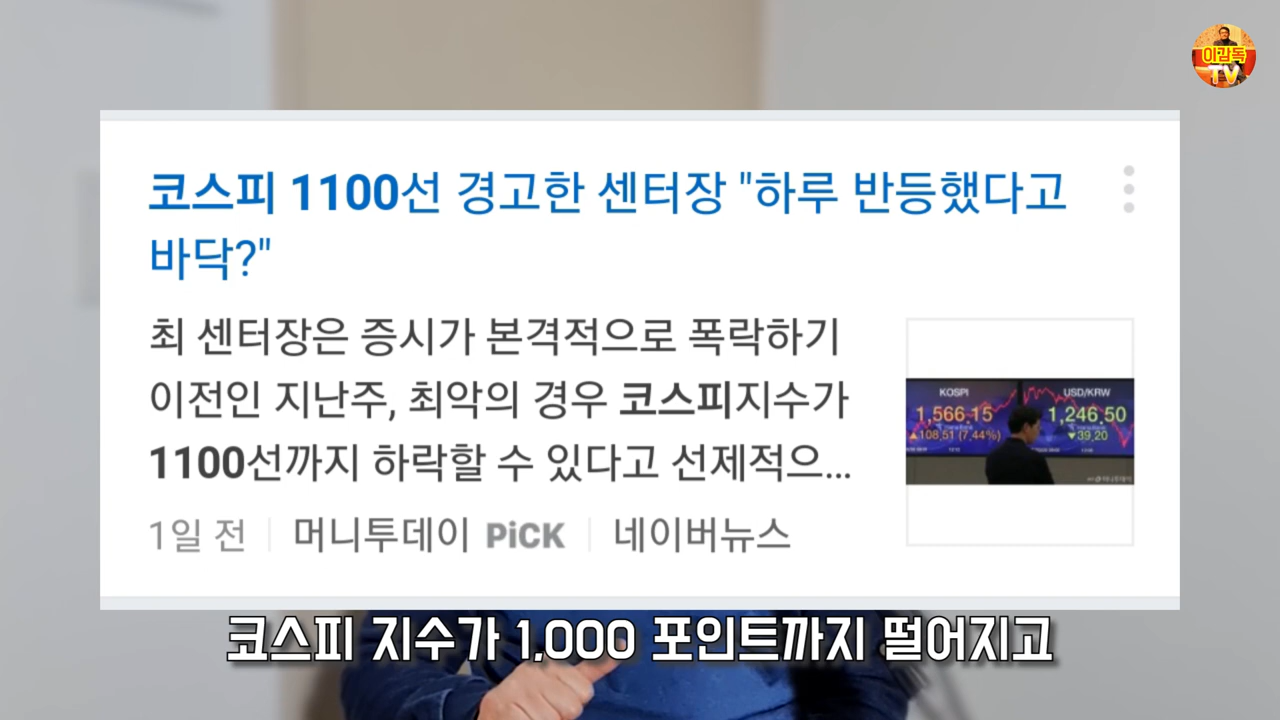 이감독
TV
코스피 1100선 경고한 센터장 "하루 반등했다고
바닥?"
최 센터장은 증시가 본격적으로 폭락하기
이전인 지난주, 최악의 경우 코스피지수가
1100선까지 하락할 수 있다고 선제적으...
1일 전 머니투데이 PiCK 네이버뉴스
KOSPI
1,566.15
▲108,51 (7,44%)
USD/KRW
1,246,50
▼39,20
코스피 지수가 1,000 포인트까지 떨어지고